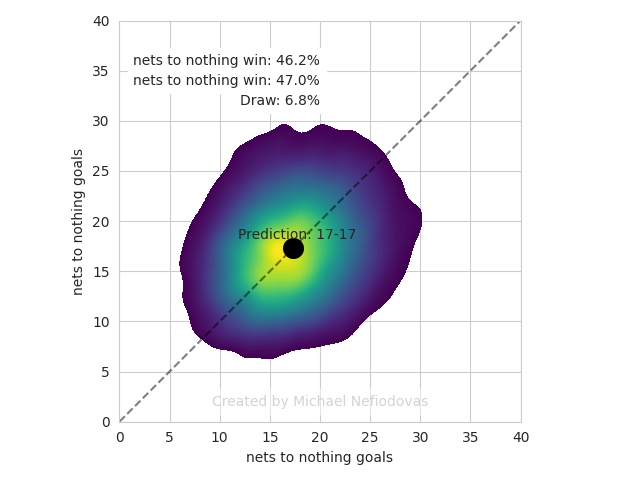 40
35
30
25
20
15
10
5
0
nets to nothing goals
nets to nothing win: 46.2%
nets to nothing win: 47.0%
Draw: 6.8%
Prediction: 17-17
Created by Michael Nefiodovas
0 5 10 15 20 25 30 35 40
nets to nothing goals